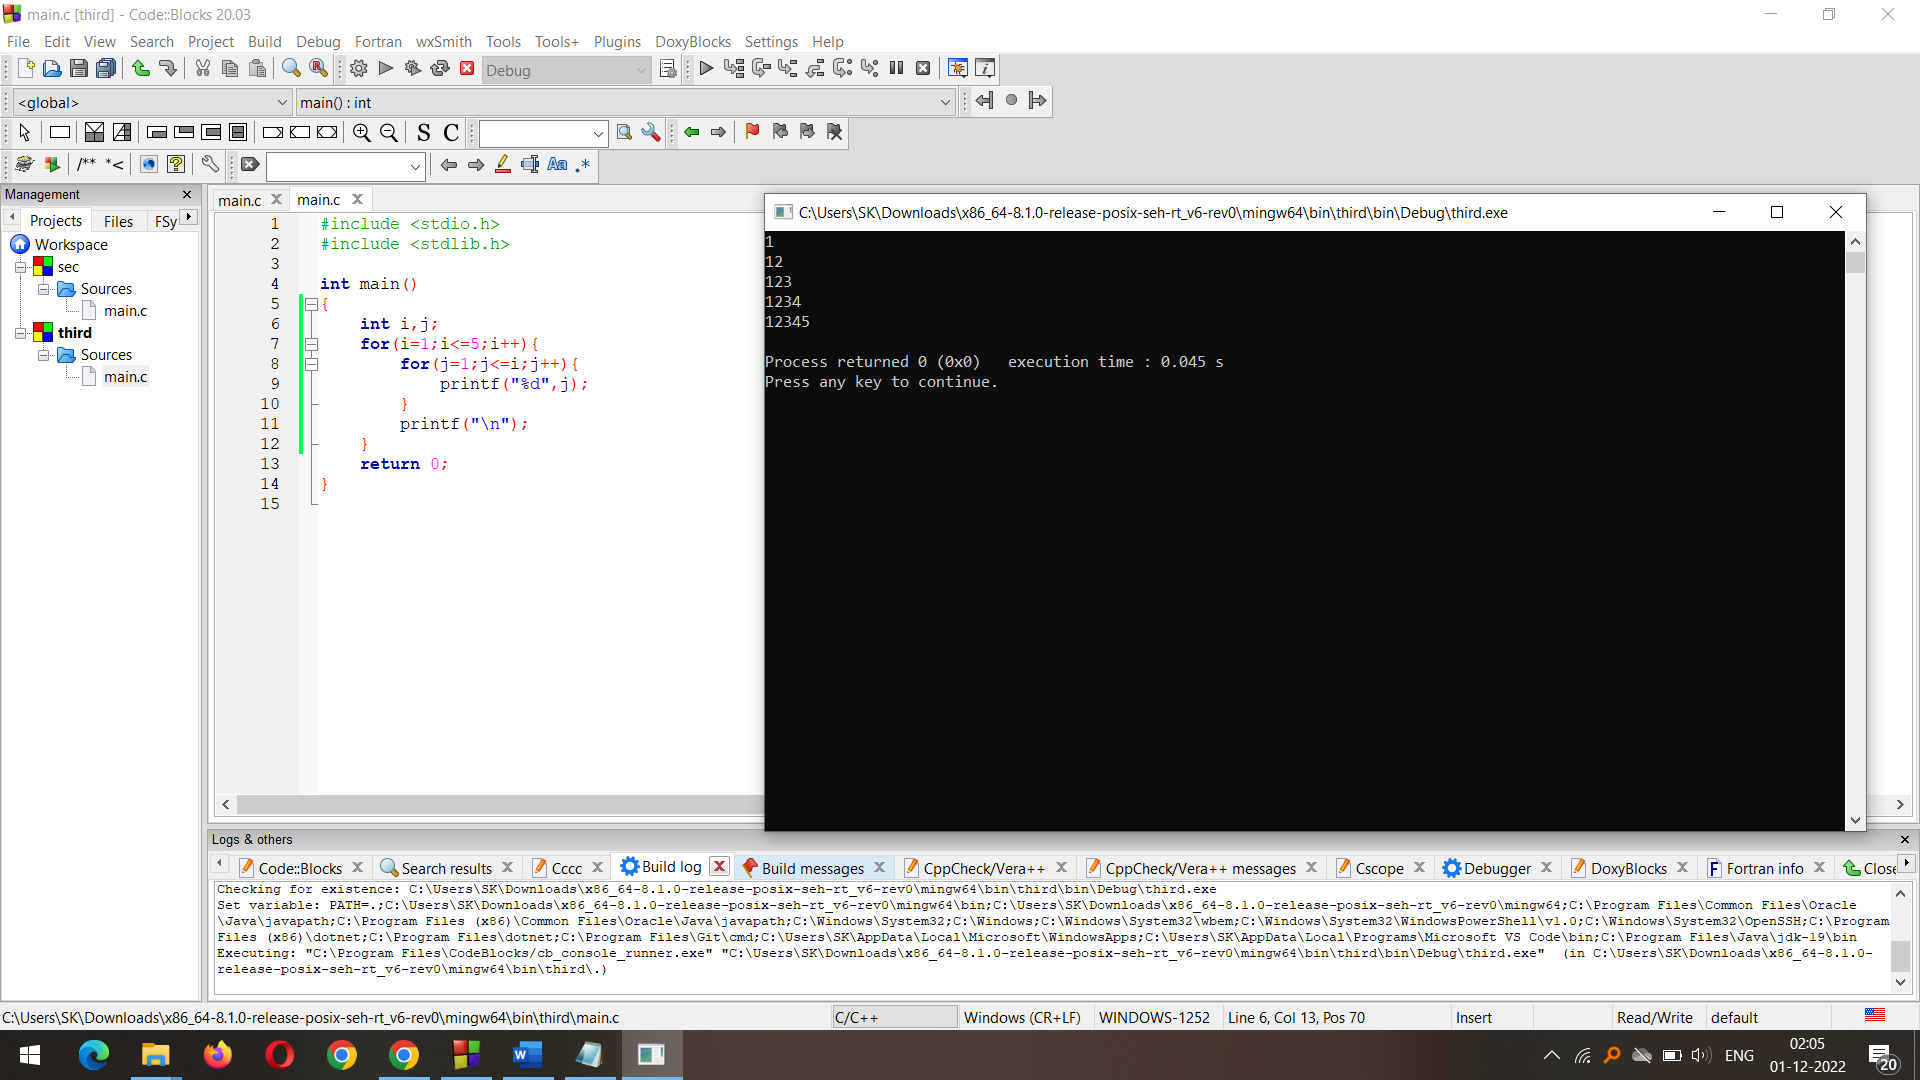 main.c [third] - Code::Blocks 20.03
File Edit View Search Project Build Debug Fortran wxSmith Tools Tools+ Plugins DoxyBlocks Settings Help
Debug
<global> main() : int
S C
/** *<
Aa .*
Management
Projects Files FSy
Workspace
sec
Sources
main.c
third
Sources
main.c
main.c main.c
1 #include <stdio.h>
2 #include <stdlib.h>
3
4 int main()
5 {
6 int i,j;
7 for(i=1;i<=5;i++){
8 for(j=1;j<=i;j++){
9 printf("%d",j);
10 }
11 printf("\n");
12 }
13 return 0;
14 }
15
C:\Users\SK\Downloads\x86_64-8.1.0-release-posix-seh-rt_v6-rev0\mingw64\bin\third\bin\Debug\third.exe
1
12
123
1234
12345
Process returned 0 (0x0) execution time : 0.045 s
Press any key to continue.
Logs & others
Code::Blocks Search results Cccc Build log Build messages CppCheck/Vera++ CppCheck/Vera++ messages Cscope Debugger DoxyBlocks Fortran info Close
Checking for existence: C:\Users\SK\Downloads\x86_64-8.1.0-release-posix-seh-rt_v6-rev0\mingw64\bin\third\bin\Debug\third.exe
Set variable: PATH=.;C:\Users\SK\Downloads\x86_64-8.1.0-release-posix-seh-rt_v6-rev0\mingw64\bin;C:\Users\SK\Downloads\x86_64-8.1.0-release-posix-seh-rt_v6-rev0\mingw64;C:\Program Files\Common Files\Oracle
\Java\javapath;C:\Program Files (x86)\Common Files\Oracle\Java\javapath;C:\Windows\System32;C:\Windows;C:\Windows\System32\wbem;C:\Windows\System32\WindowsPowerShell\v1.0;C:\Windows\System32\OpenSSH;C:\Program
Files (x86)\dotnet;C:\Program Files\dotnet;C:\Program Files\Git\cmd;C:\Users\SK\AppData\Local\Microsoft\WindowsApps;C:\Users\SK\AppData\Local\Programs\Microsoft VS Code\bin;C:\Program Files\Java\jdk-19\bin
Executing: "C:\Program Files\CodeBlocks/cb_console_runner.exe" "C:\Users\SK\Downloads\x86_64-8.1.0-release-posix-seh-rt_v6-rev0\mingw64\bin\third\bin\Debug\third.exe" (in C:\Users\SK\Downloads\x86_64-8.1.0-
release-posix-seh-rt_v6-rev0\mingw64\bin\third\.)
C:\Users\SK\Downloads\x86_64-8.1.0-release-posix-seh-rt_v6-rev0\mingw64\bin\third\main.c C/C++ Windows (CR+LF) WINDOWS-1252 Line 6, Col 13, Pos 70 Insert Read/Write default
ENG
02:05
01-12-2022
20